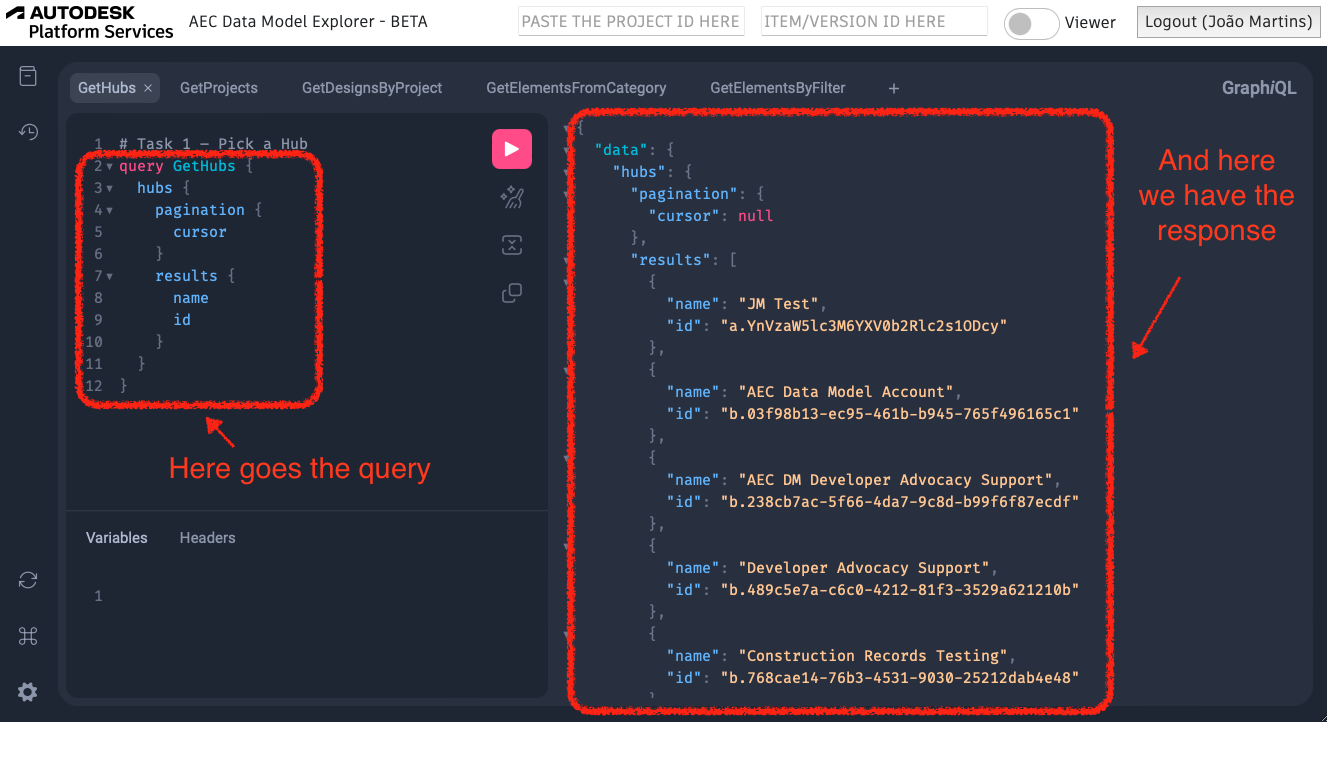 AUTODESK
Platform Services
AEC Data Model Explorer - BETA
PASTE THE PROJECT ID HERE
ITEM/VERSION ID HERE
Viewer
Logout (João Martins)
GetHubs ×
GetProjects
GetDesignsByProject
GetElementsFromCategory
GetElementsByFilter
+
GraphiQL
1 # Task 1 – Pick a Hub
2 query GetHubs {
3 hubs {
4 pagination {
5 cursor
6 }
7 results {
8 name
9 id
10 }
11 }
12 }
Here goes the query
Variables
Headers
1
{
"data": {
"hubs": {
"pagination": {
"cursor": null
},
"results": [
{
"name": "JM Test",
"id": "a.YnVzaW5lc3M6YXV0b2Rlc2s1ODcy"
},
{
"name": "AEC Data Model Account",
"id": "b.03f98b13-ec95-461b-b945-765f496165c1"
},
{
"name": "AEC DM Developer Advocacy Support",
"id": "b.238cb7ac-5f66-4da7-9c8d-b99f6f87ecdf"
},
{
"name": "Developer Advocacy Support",
"id": "b.489c5e7a-c6c0-4212-81f3-3529a621210b"
},
{
"name": "Construction Records Testing",
"id": "b.768cae14-76b3-4531-9030-25212dab4e48"
}
And here
we have the
response